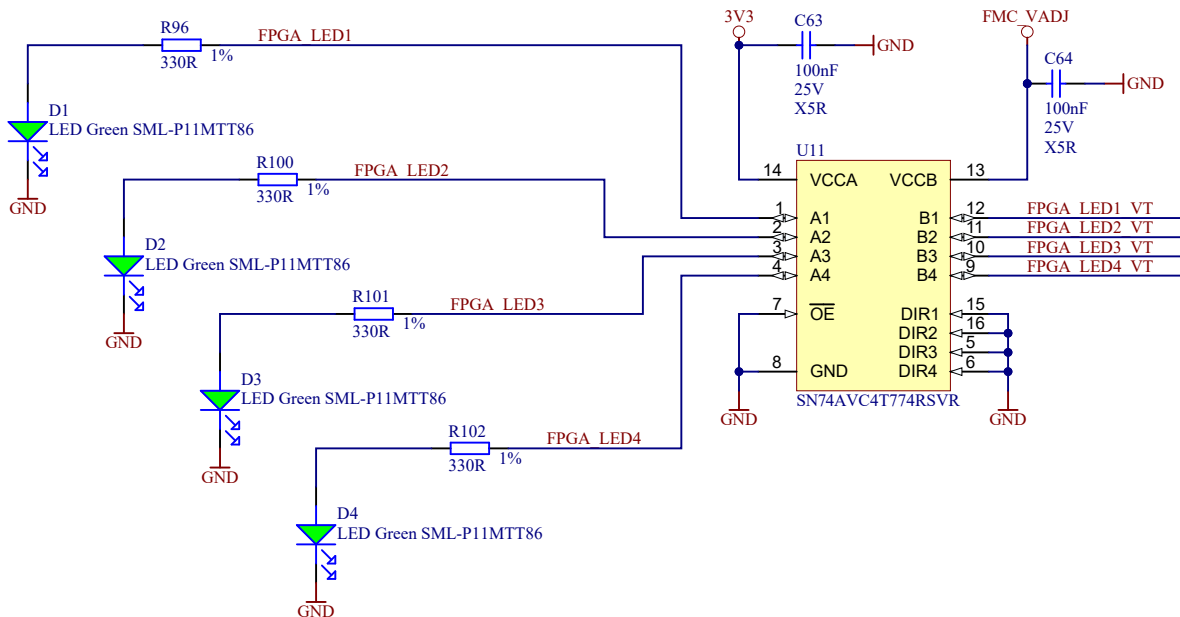 R96
FPGA_LED1
330R
1%
3V3
C63
GND
100nF
25V
X5R
FMC_VADJ
C64
GND
100nF
25V
X5R
D1
LED Green SML-P11MTT86
GND
R100
FPGA_LED2
330R
1%
D2
LED Green SML-P11MTT86
GND
R101
FPGA_LED3
330R
1%
D3
LED Green SML-P11MTT86
GND
R102
FPGA_LED4
330R
1%
D4
LED Green SML-P11MTT86
GND
U11
14 VCCA VCCB 13
1 A1 B1 12 FPGA_LED1_VT
2 A2 B2 11 FPGA_LED2_VT
3 A3 B3 10 FPGA_LED3_VT
4 A4 B4 9 FPGA_LED4_VT
7 OE DIR1 15
DIR2 16
DIR3 5
8 GND DIR4 6
SN74AVC4T774RSVR
GND
GND